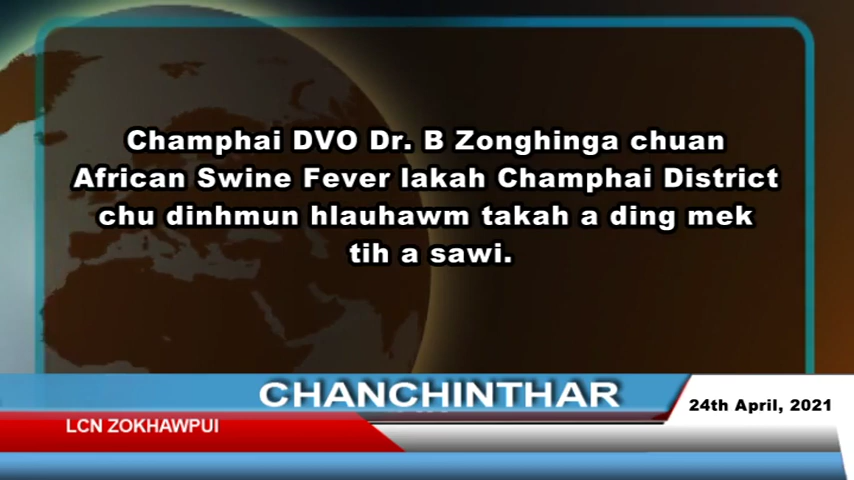 Champhai DVO Dr. B Zonghinga chuan
African Swine Fever lakah Champhai District
chu dinhmun hlauhawm takah a ding mek
tih a sawi.
CHANCHINTHAR
24th April, 2021
LCN ZOKHAWPUI